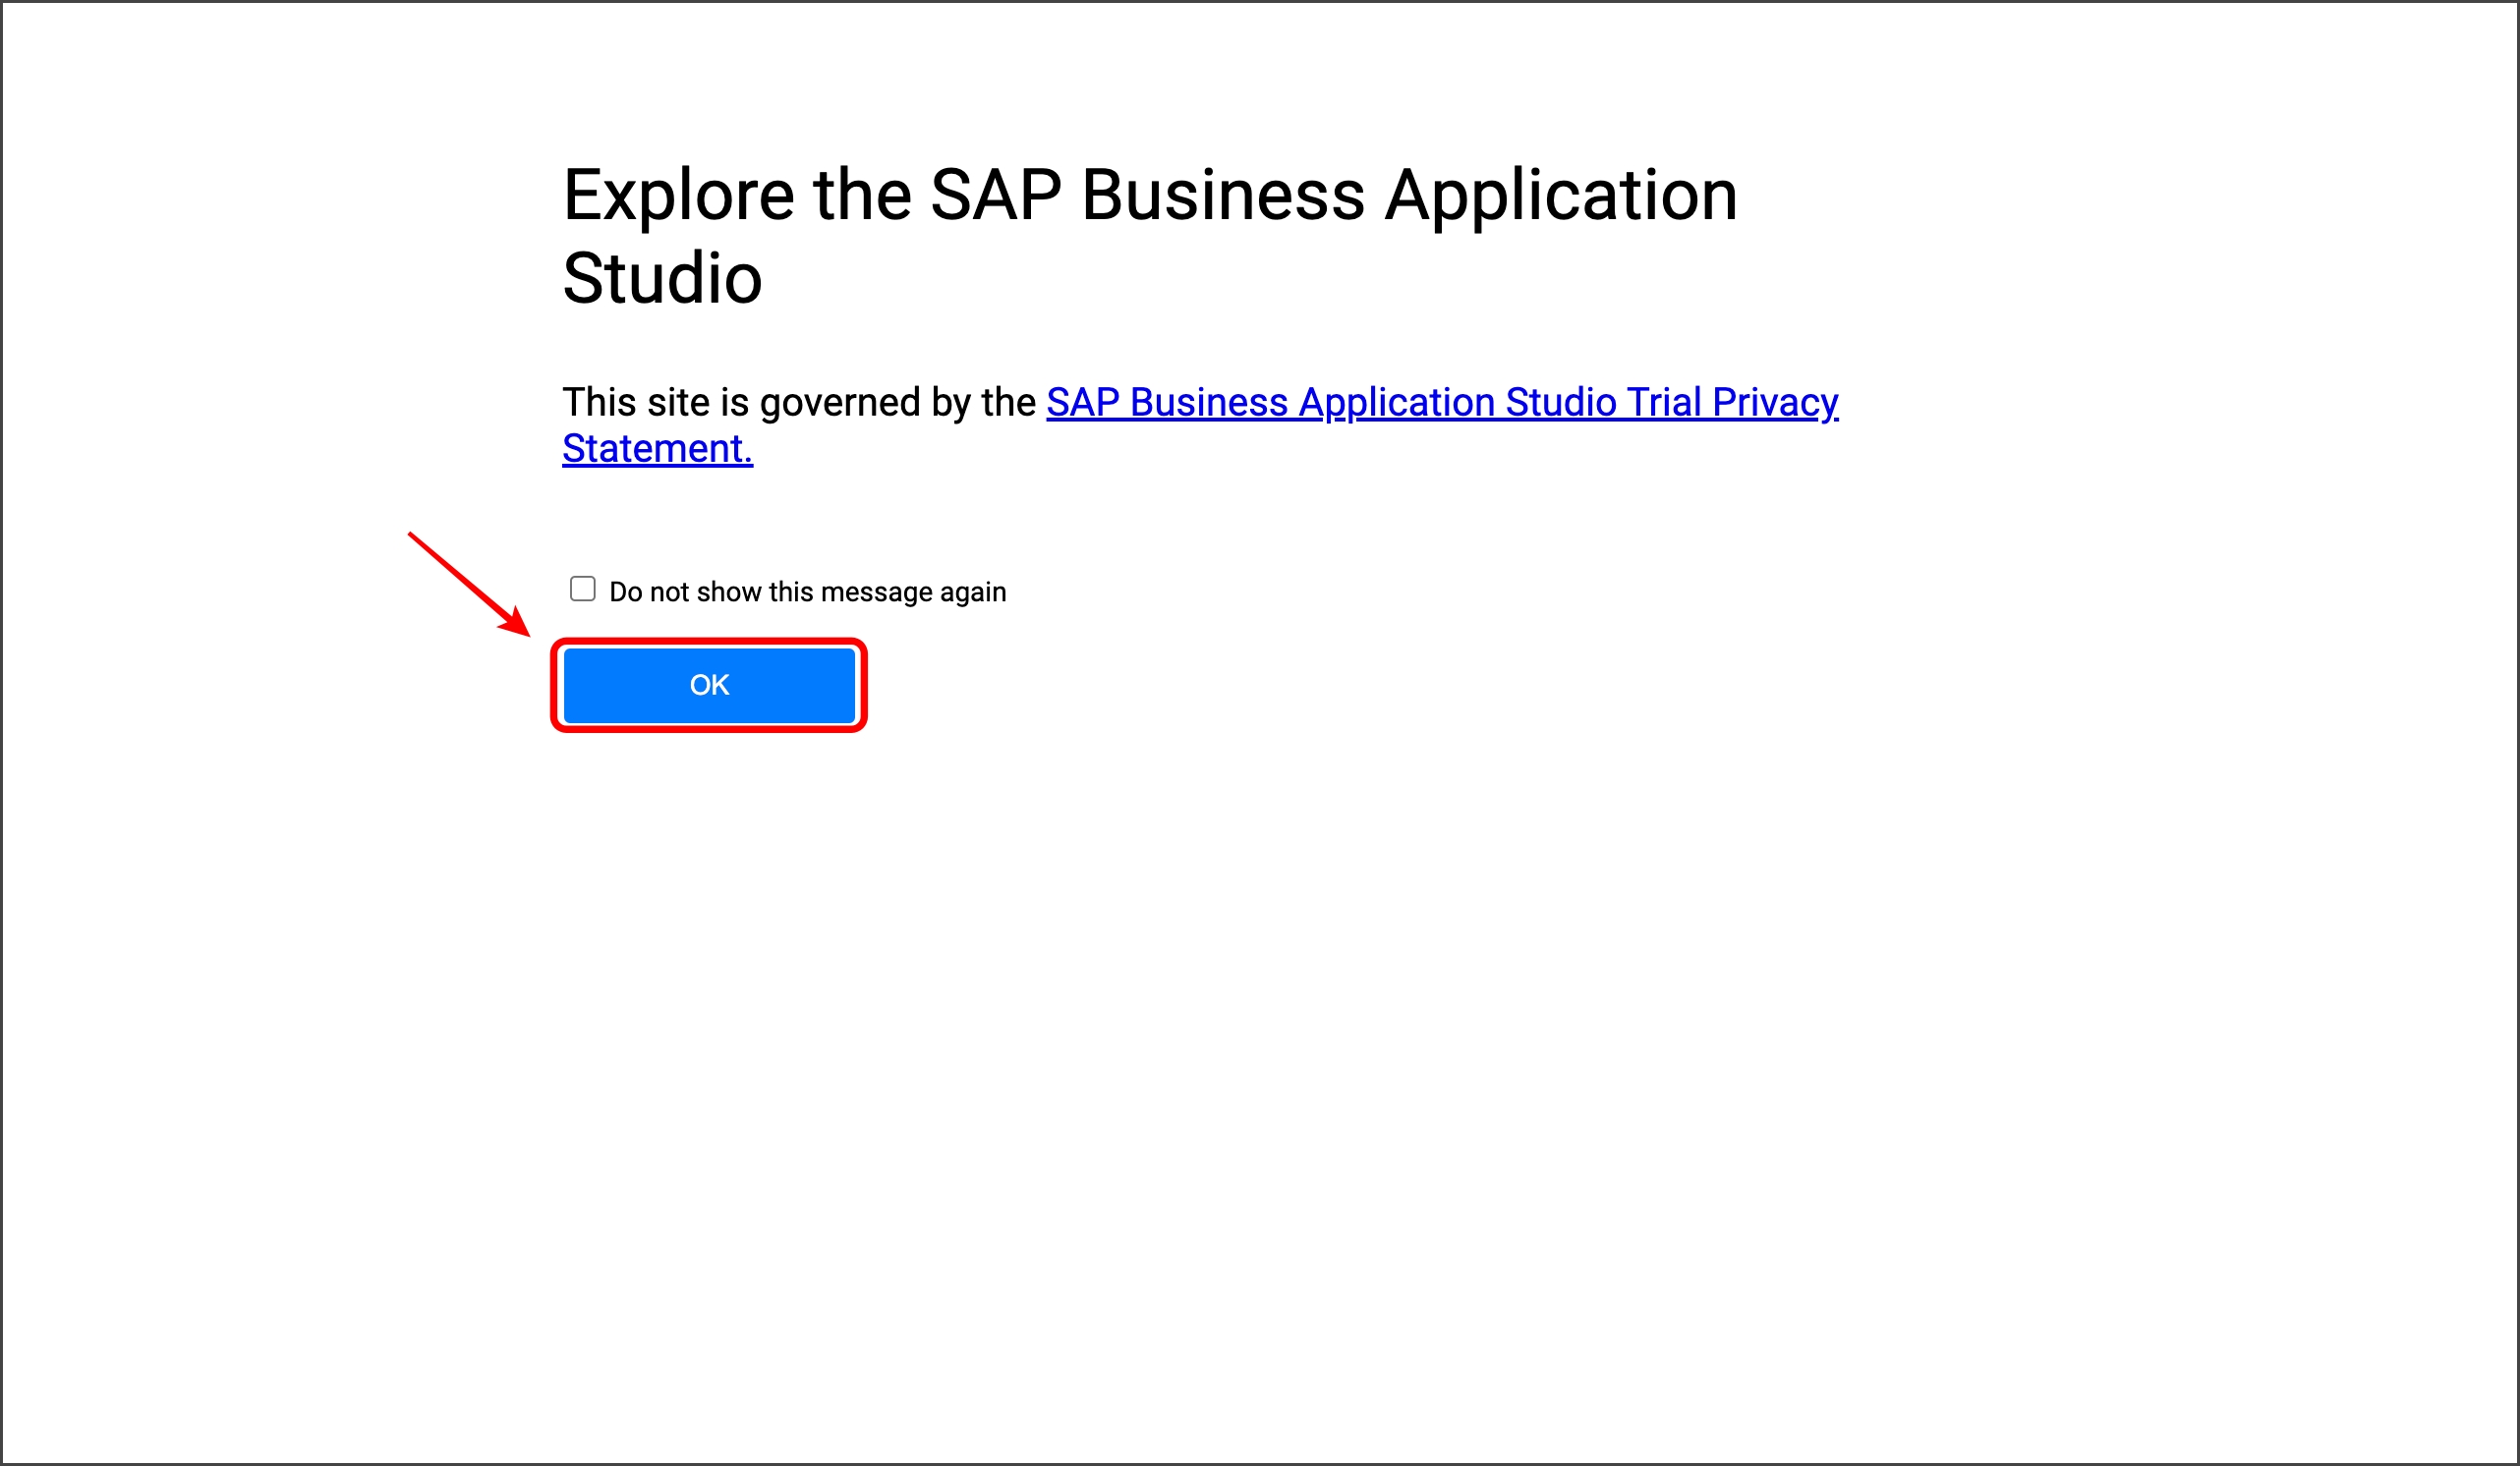 Explore the SAP Business Application
Studio
This site is governed by the SAP Business Application Studio Trial Privacy
Statement.
Do not show this message again
OK